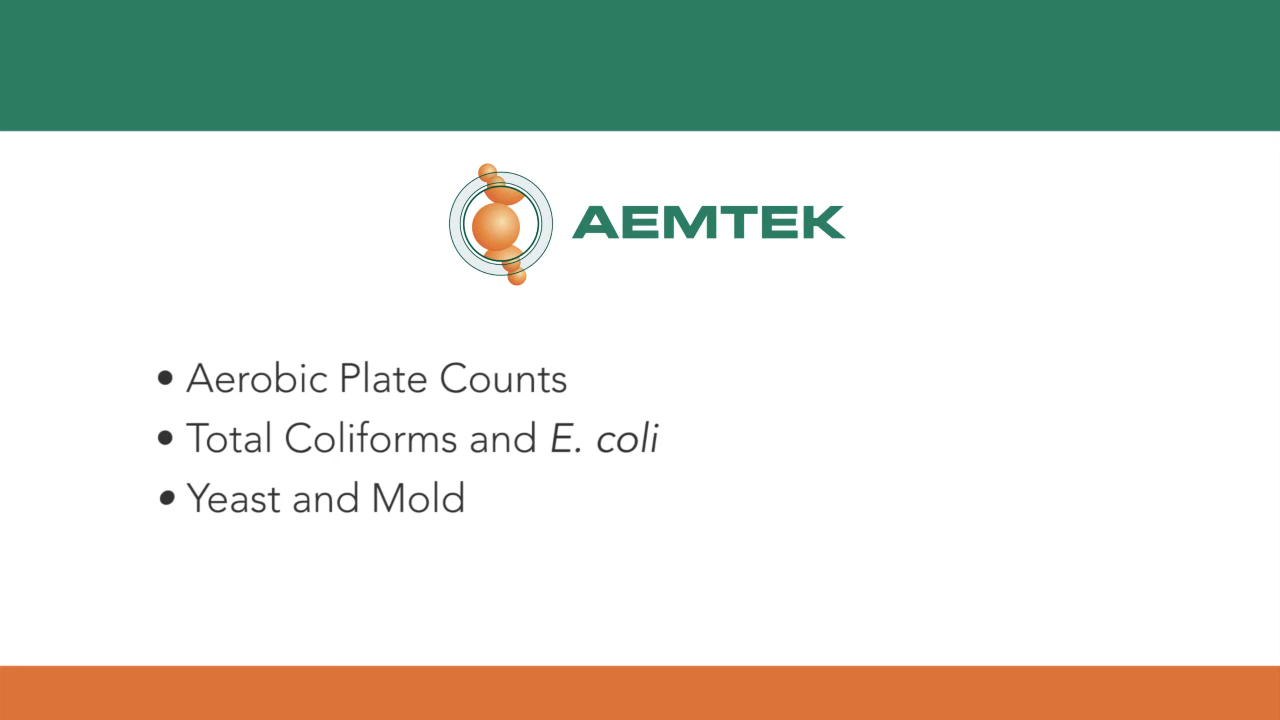 AEMTEK
• Aerobic Plate Counts
• Total Coliforms and E. coli
• Yeast and Mold